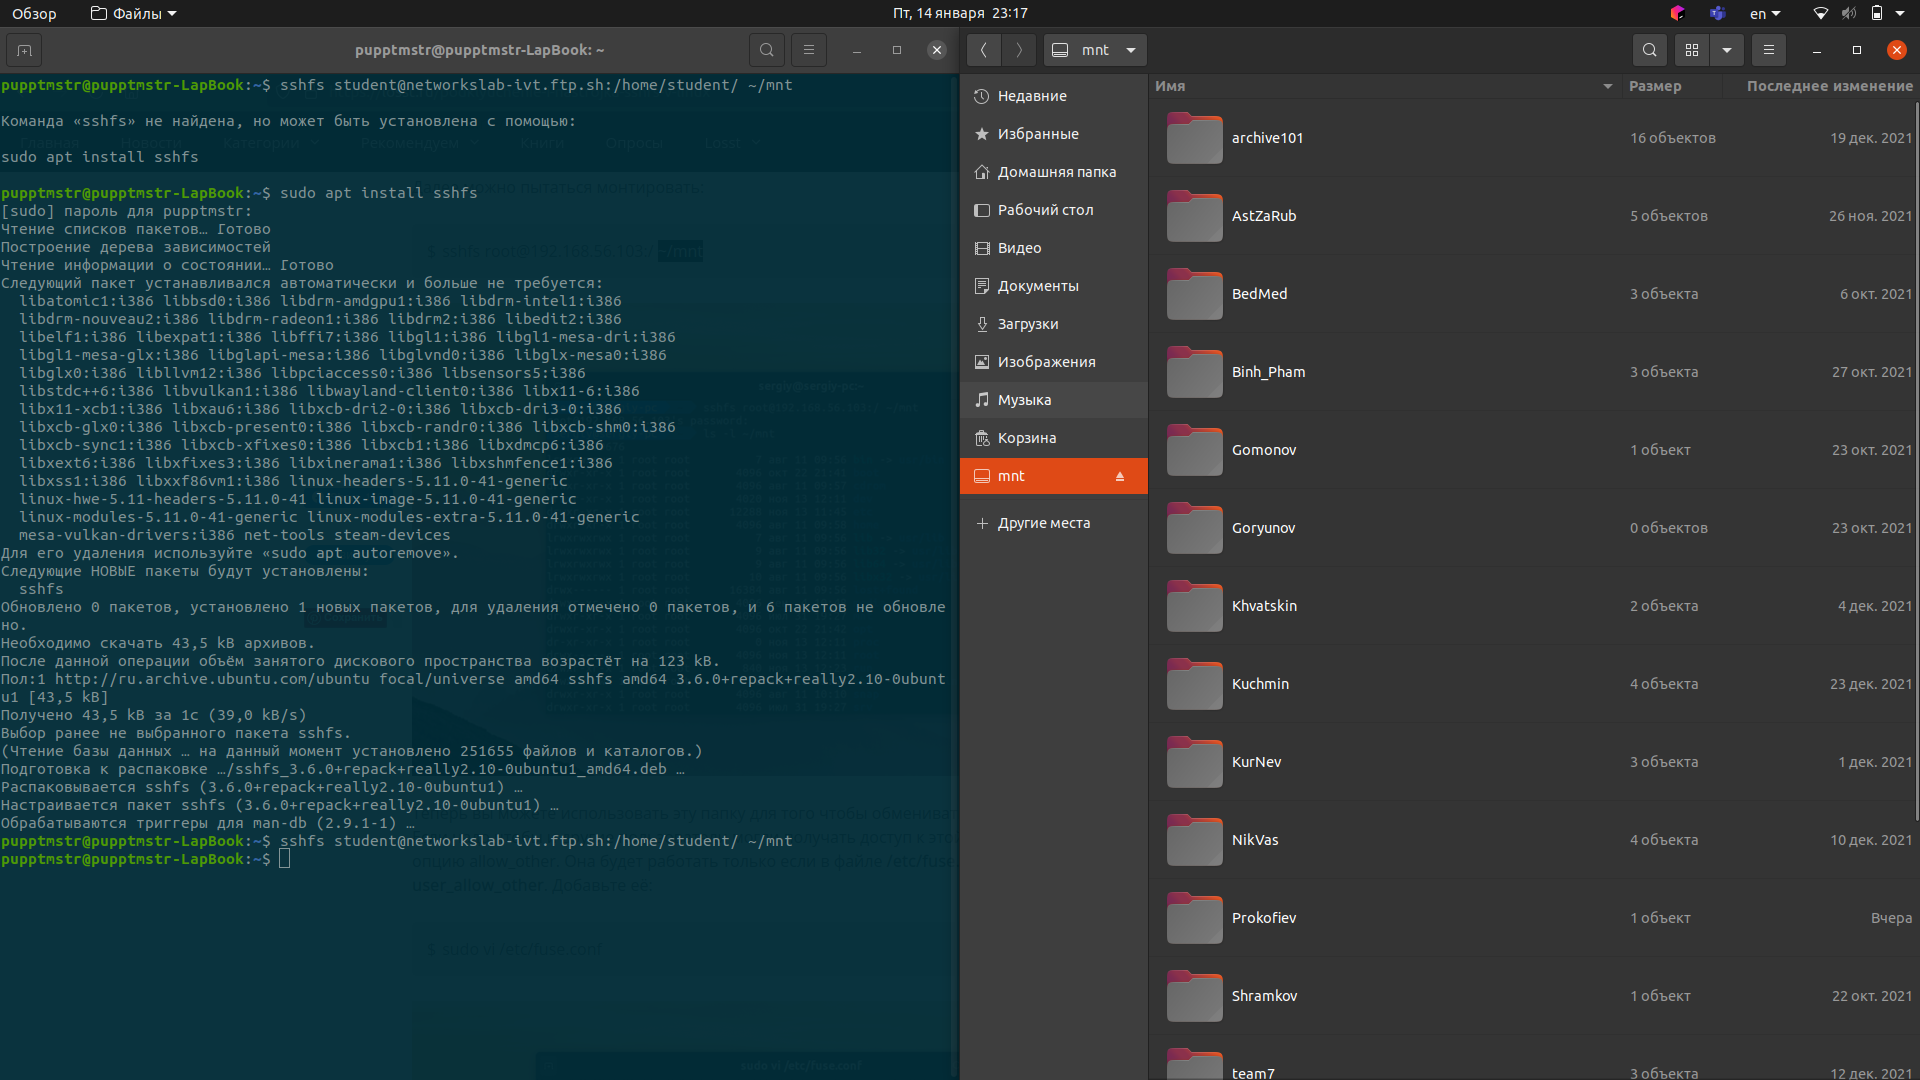 Обзор
Файлы
Пт, 14 января 23:17
en
pupptmstr@pupptmstr-LapBook: ~
pupptmstr@pupptmstr-LapBook:~$ sshfs student@networkslab-ivt.ftp.sh:/home/student/ ~/mnt
Команда «sshfs» не найдена, но может быть установлена с помощью:
sudo apt install sshfs
pupptmstr@pupptmstr-LapBook:~$ sudo apt install sshfs
[sudo] пароль для pupptmstr:
Чтение списков пакетов… Готово
Построение дерева зависимостей
Чтение информации о состоянии… Готово
Следующий пакет устанавливался автоматически и больше не требуется:
libatomic1:i386 libbsd0:i386 libdrm-amdgpu1:i386 libdrm-intel1:i386
libdrm-nouveau2:i386 libdrm-radeon1:i386 libdrm2:i386 libedit2:i386
libelf1:i386 libexpat1:i386 libffi7:i386 libgl1:i386 libgl1-mesa-dri:i386
libgl1-mesa-glx:i386 libglapi-mesa:i386 libglvnd0:i386 libglx-mesa0:i386
libglx0:i386 libllvm12:i386 libpciaccess0:i386 libsensors5:i386
libstdc++6:i386 libvulkan1:i386 libwayland-client0:i386 libx11-6:i386
libx11-xcb1:i386 libxau6:i386 libxcb-dri2-0:i386 libxcb-dri3-0:i386
libxcb-glx0:i386 libxcb-present0:i386 libxcb-randr0:i386 libxcb-shm0:i386
libxcb-sync1:i386 libxcb-xfixes0:i386 libxcb1:i386 libxdmcp6:i386
libxext6:i386 libxfixes3:i386 libxinerama1:i386 libxshmfence1:i386
libxss1:i386 libxxf86vm1:i386 linux-headers-5.11.0-41-generic
linux-hwe-5.11-headers-5.11.0-41 linux-image-5.11.0-41-generic
linux-modules-5.11.0-41-generic linux-modules-extra-5.11.0-41-generic
mesa-vulkan-drivers:i386 net-tools steam-devices
Для его удаления используйте «sudo apt autoremove».
Следующие НОВЫЕ пакеты будут установлены:
sshfs
Обновлено 0 пакетов, установлено 1 новых пакетов, для удаления отмечено 0 пакетов, и 6 пакетов не обновле
но.
Необходимо скачать 43,5 kB архивов.
После данной операции объём занятого дискового пространства возрастёт на 123 kB.
Пол:1 http://ru.archive.ubuntu.com/ubuntu focal/universe amd64 sshfs amd64 3.6.0+repack+really2.10-0ubunt
u1 [43,5 kB]
Получено 43,5 kB за 1с (39,0 kB/s)
Выбор ранее не выбранного пакета sshfs.
(Чтение базы данных … на данный момент установлено 251655 файлов и каталогов.)
Подготовка к распаковке …/sshfs_3.6.0+repack+really2.10-0ubuntu1_amd64.deb …
Распаковывается sshfs (3.6.0+repack+really2.10-0ubuntu1) …
Настраивается пакет sshfs (3.6.0+repack+really2.10-0ubuntu1) …
Обрабатываются триггеры для man-db (2.9.1-1) …
pupptmstr@pupptmstr-LapBook:~$ sshfs student@networkslab-ivt.ftp.sh:/home/student/ ~/mnt
pupptmstr@pupptmstr-LapBook:~$
mnt
Недавние
Избранные
Домашняя папка
Рабочий стол
Видео
Документы
Загрузки
Изображения
Музыка
Корзина
mnt
Другие места
Имя Размер Последнее изменение
archive101 16 объектов 19 дек. 2021
AstZaRub 5 объектов 26 ноя. 2021
BedMed 3 объекта 6 окт. 2021
Binh_Pham 3 объекта 27 окт. 2021
Gomonov 1 объект 23 окт. 2021
Goryunov 0 объектов 23 окт. 2021
Khvatskin 2 объекта 4 дек. 2021
Kuchmin 4 объекта 23 дек. 2021
KurNev 3 объекта 1 дек. 2021
NikVas 4 объекта 10 дек. 2021
Prokofiev 1 объект Вчера
Shramkov 1 объект 22 окт. 2021
team7 3 объекта 12 дек. 2021